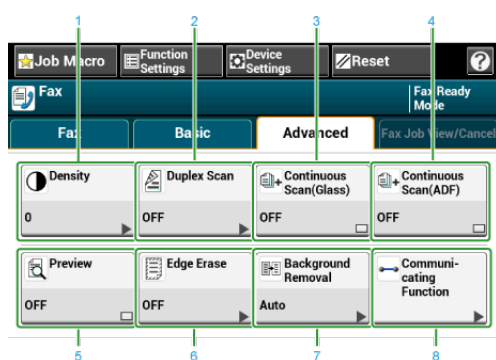 1 2 3 4
Job Macro Function Settings Device Settings Reset ?
Fax Fax Ready Mode
Fax Basic Advanced Fax Job View/Cancel
Density Duplex Scan Continuous Scan(Glass) Continuous Scan(ADF)
0 OFF OFF OFF
Preview Edge Erase Background Removal Communi-cating Function
OFF OFF Auto
5 6 7 8